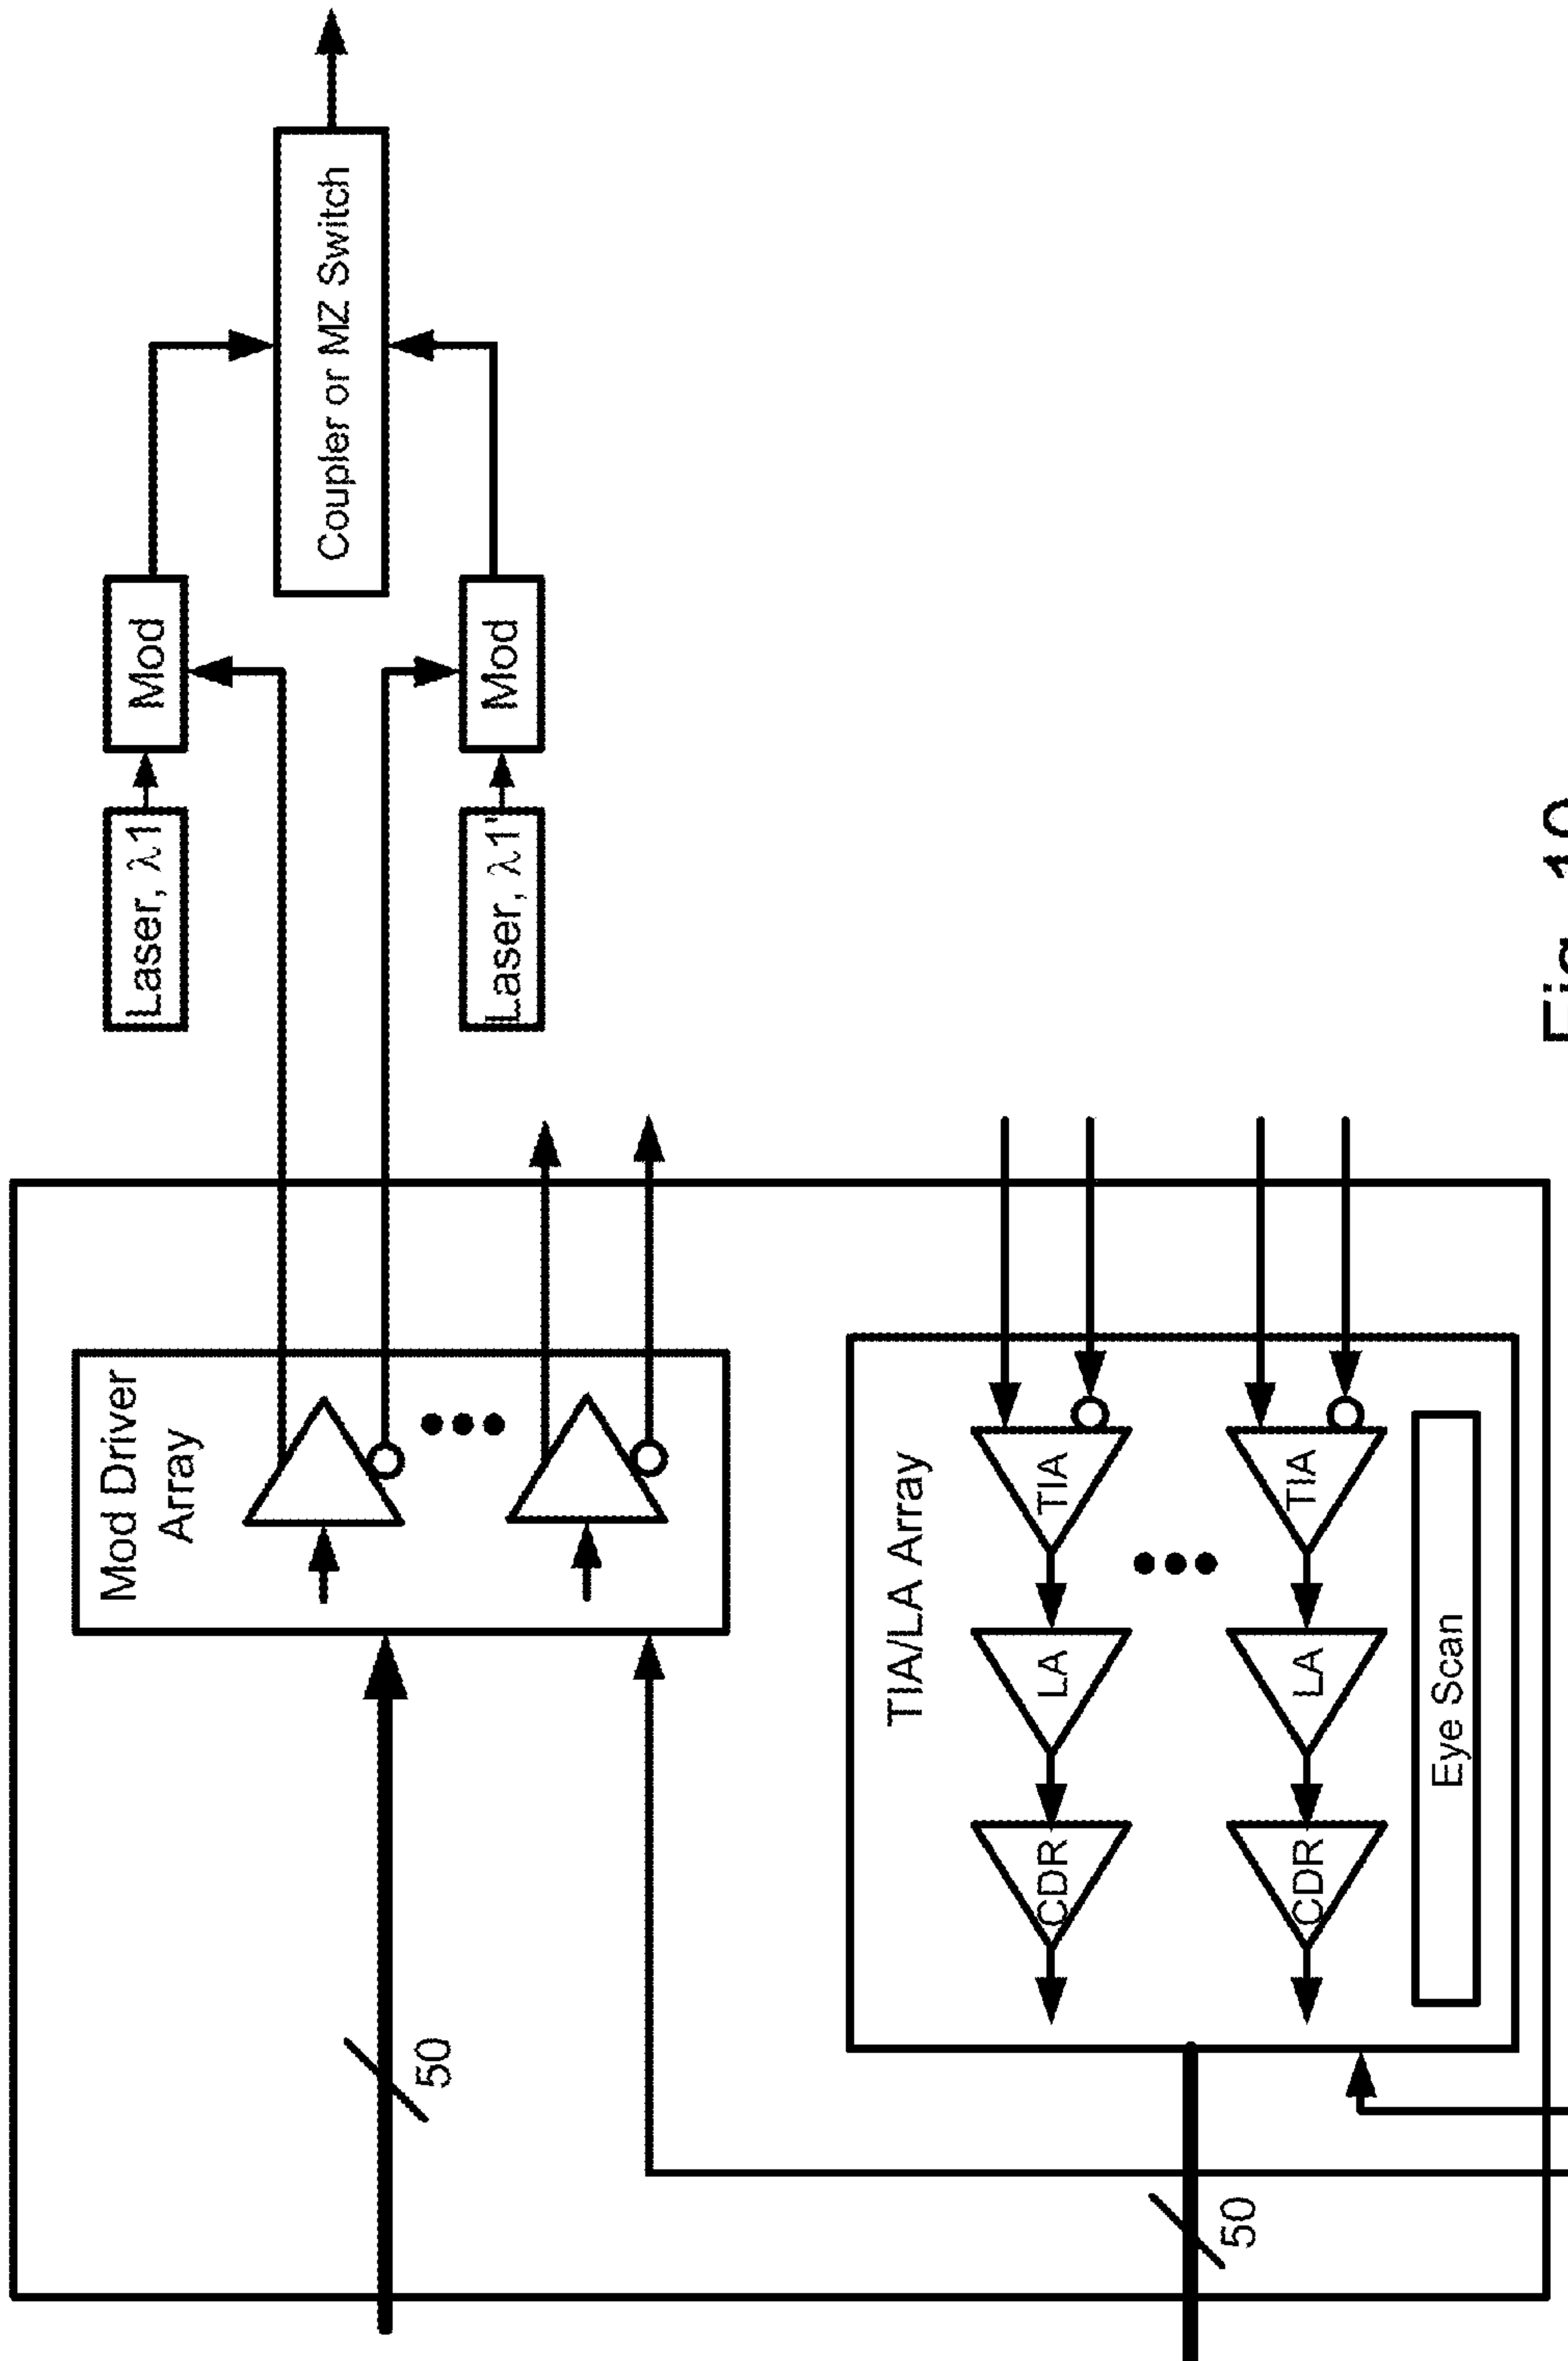 Mod Driver
Array
50
Laser, λ1
Mod
Coupler or MZ Switch
Laser, λ1'
Mod
TIA/LA Array
CDR
LA
TIA
CDR
LA
TIA
Eye Scan
50